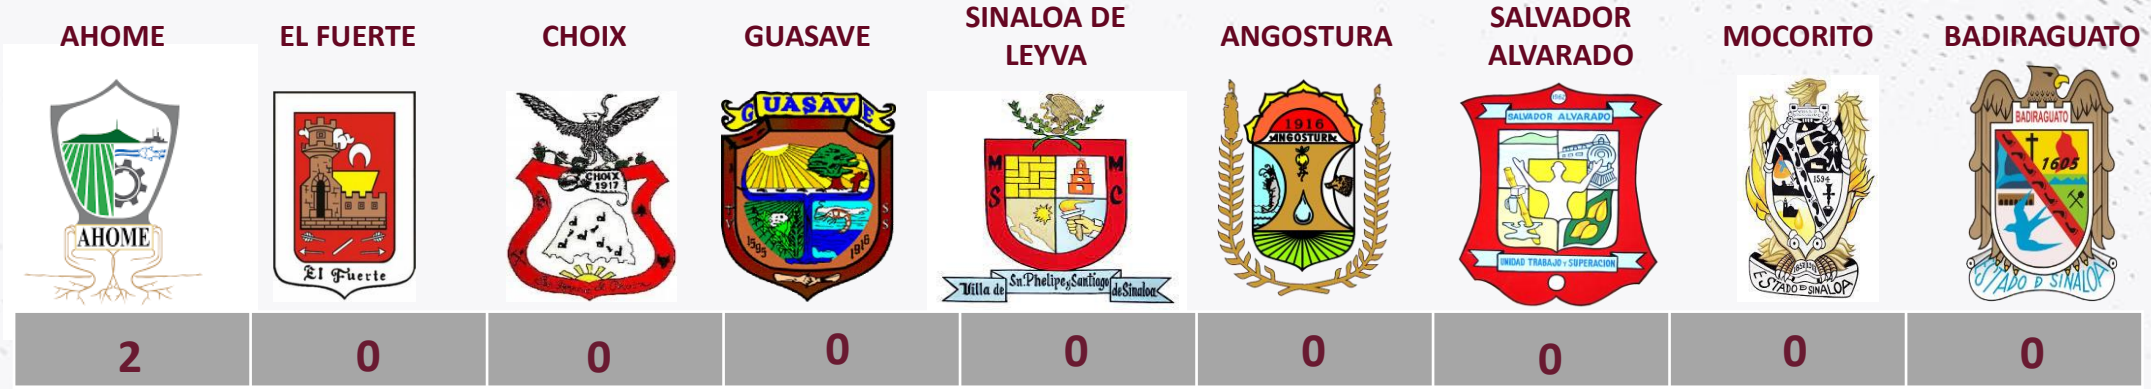 AHOME
EL FUERTE
CHOIX
GUASAVE
SINALOA DE
LEYVA
ANGOSTURA
SALVADOR
ALVARADO
MOCORITO
BADIRAGUATO
AHOME
El Fuerte
CHOIX
1917
GUASAVE
1595
1916
M M
S C
Villa de Sn. Phelipe y Santiago de Sinaloa
1916
ANGOSTURA
1962
SALVADOR ALVARADO
UNIDAD TRABAJO Y SUPERACION
1594
ESTADO D SINALOA
BADIRAGUATO
1605
ESTADO D SINALOA
2
0
0
0
0
0
0
0
0